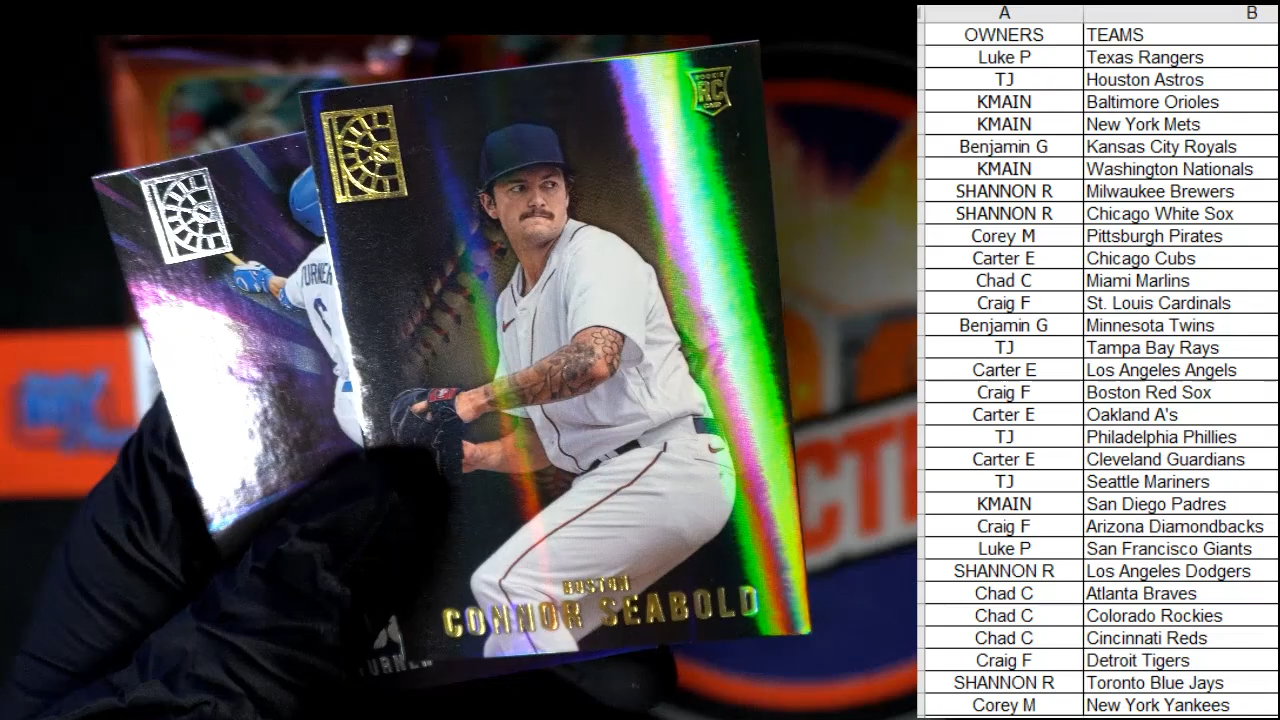 ROOKIE
RC
CARD
TURNER
6
BOSTON
CONNOR SEABOLD
TURNER
A B
OWNERS TEAMS
Luke P Texas Rangers
TJ Houston Astros
KMAIN Baltimore Orioles
KMAIN New York Mets
Benjamin G Kansas City Royals
KMAIN Washington Nationals
SHANNON R Milwaukee Brewers
SHANNON R Chicago White Sox
Corey M Pittsburgh Pirates
Carter E Chicago Cubs
Chad C Miami Marlins
Craig F St. Louis Cardinals
Benjamin G Minnesota Twins
TJ Tampa Bay Rays
Carter E Los Angeles Angels
Craig F Boston Red Sox
Carter E Oakland A's
TJ Philadelphia Phillies
Carter E Cleveland Guardians
TJ Seattle Mariners
KMAIN San Diego Padres
Craig F Arizona Diamondbacks
Luke P San Francisco Giants
SHANNON R Los Angeles Dodgers
Chad C Atlanta Braves
Chad C Colorado Rockies
Chad C Cincinnati Reds
Craig F Detroit Tigers
SHANNON R Toronto Blue Jays
Corey M New York Yankees